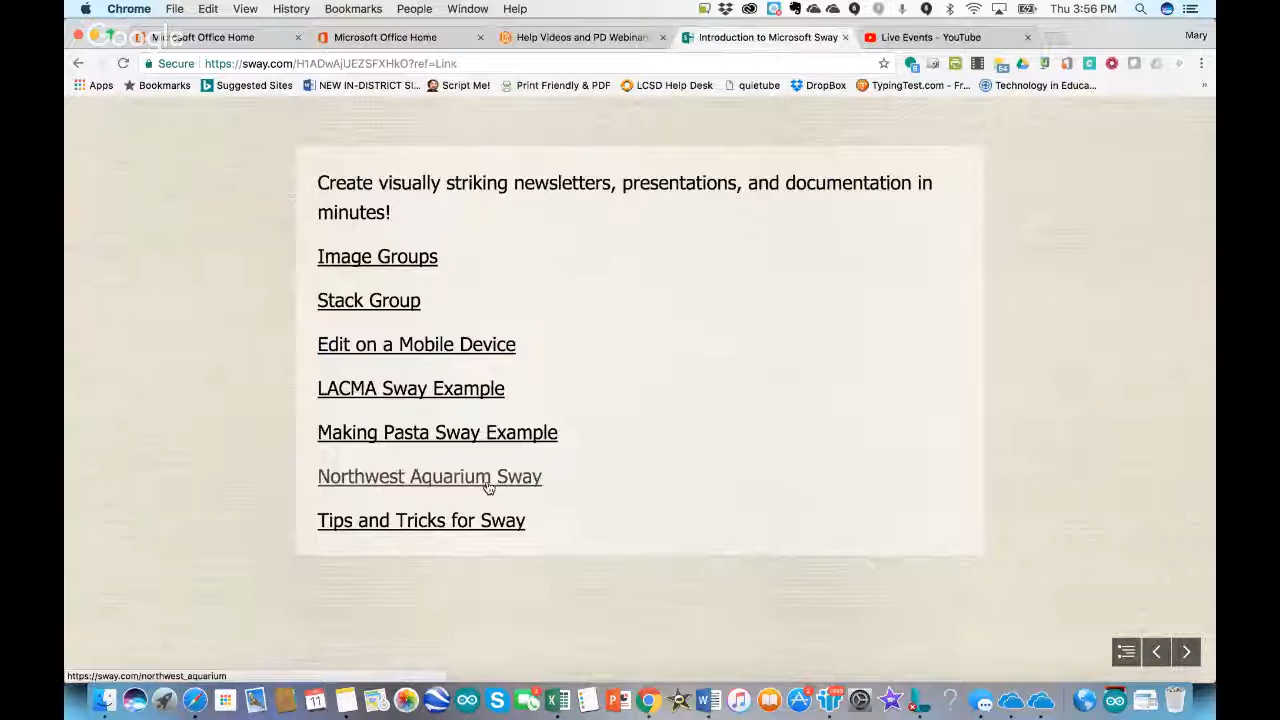 Chrome File Edit View History Bookmarks People Window Help Thu 3:56 PM
Google
Microsoft Office Home Microsoft Office Home Help Videos and PD Webinars Introduction to Microsoft Sway Live Events - YouTube Mary
Secure https://sway.com/H1ADwAjUEZSFXHkO?ref=Link
Apps Bookmarks Suggested Sites NEW IN-DISTRICT SI... Script Me! Print Friendly & PDF LCSD Help Desk quietube DropBox TypingTest.com - Fr... Technology in Educa...
Create visually striking newsletters, presentations, and documentation in
minutes!
Image Groups
Stack Group
Edit on a Mobile Device
LACMA Sway Example
Making Pasta Sway Example
Northwest Aquarium Sway
Tips and Tricks for Sway
https://sway.com/northwest_aquarium